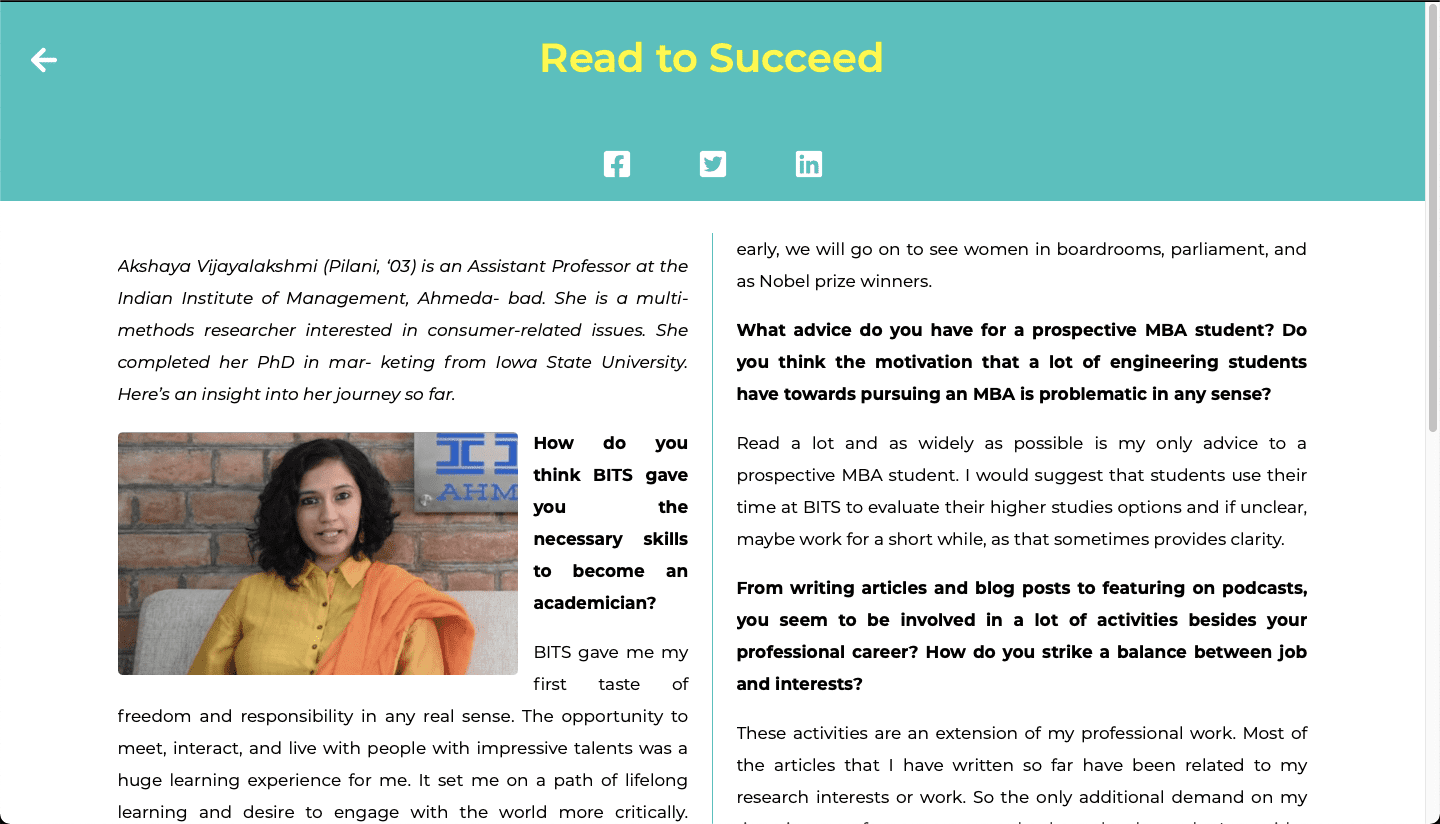 Read to Succeed
Akshaya Vijayalakshmi (Pilani, ‘03) is an Assistant Professor at the
Indian Institute of Management, Ahmeda- bad. She is a multi-
methods researcher interested in consumer-related issues. She
completed her PhD in mar- keting from Iowa State University.
Here’s an insight into her journey so far.
AHM
How do you
think BITS gave
you the
necessary skills
to become an
academician?
BITS gave me my
first taste of
freedom and responsibility in any real sense. The opportunity to
meet, interact, and live with people with impressive talents was a
huge learning experience for me. It set me on a path of lifelong
learning and desire to engage with the world more critically.
early, we will go on to see women in boardrooms, parliament, and
as Nobel prize winners.
What advice do you have for a prospective MBA student? Do
you think the motivation that a lot of engineering students
have towards pursuing an MBA is problematic in any sense?
Read a lot and as widely as possible is my only advice to a
prospective MBA student. I would suggest that students use their
time at BITS to evaluate their higher studies options and if unclear,
maybe work for a short while, as that sometimes provides clarity.
From writing articles and blog posts to featuring on podcasts,
you seem to be involved in a lot of activities besides your
professional career? How do you strike a balance between job
and interests?
These activities are an extension of my professional work. Most of
the articles that I have written so far have been related to my
research interests or work. So the only additional demand on my